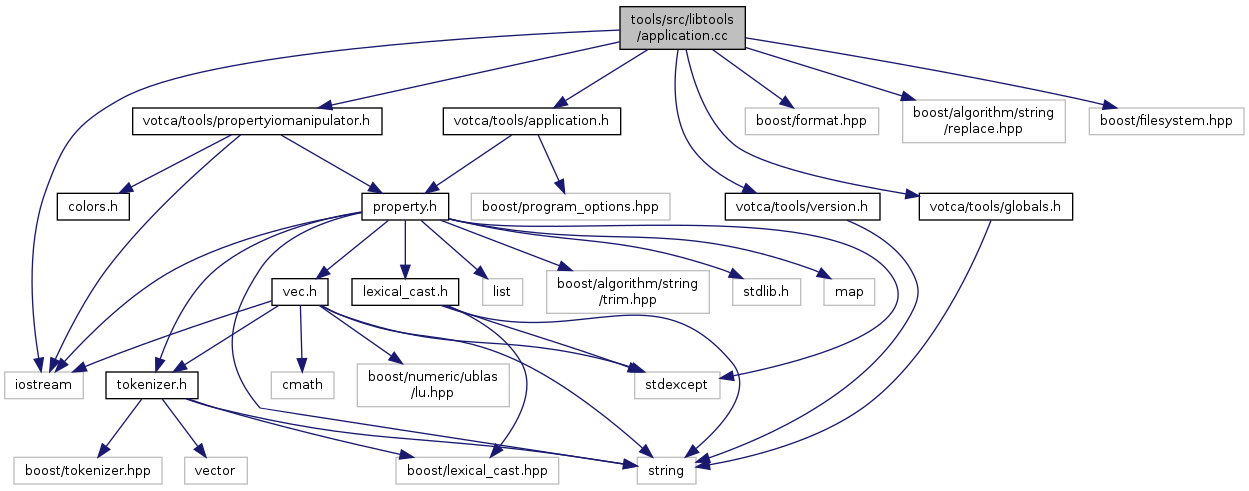 tools/src/libtools
/application.cc
votca/tools/propertyiomanipulator.h
votca/tools/application.h
boost/format.hpp
boost/algorithm/string
/replace.hpp
boost/filesystem.hpp
colors.h
property.h
boost/program_options.hpp
votca/tools/version.h
votca/tools/globals.h
vec.h
lexical_cast.h
list
boost/algorithm/string
/trim.hpp
stdlib.h
map
iostream
tokenizer.h
cmath
boost/numeric/ublas
/lu.hpp
stdexcept
boost/tokenizer.hpp
vector
boost/lexical_cast.hpp
string